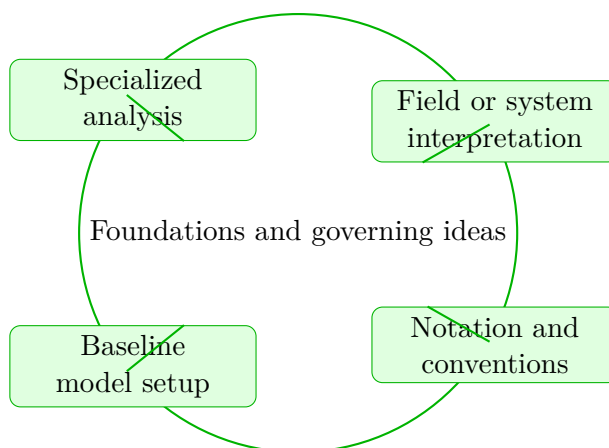 Specialized
analysis
Field or system
interpretation
Foundations and governing ideas
Baseline
model setup
Notation and
conventions